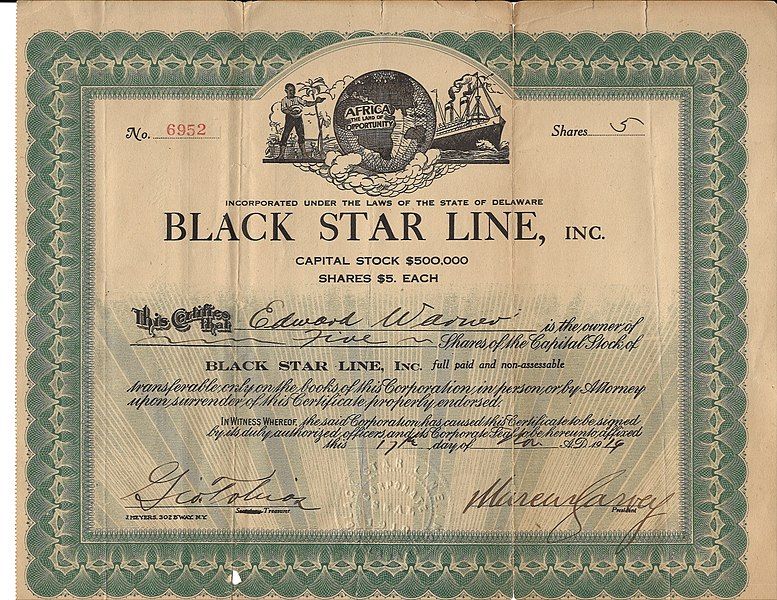 AFRICA
THE LAND OF
OPPORTUNITY
No. 6952
Shares 5
INCORPORATED UNDER THE LAWS OF THE STATE OF DELAWARE
BLACK STAR LINE, INC.
CAPITAL STOCK $500,000
SHARES $5. EACH
This Certifies that Edward Warner is the owner of
five Shares of the Capital Stock of
BLACK STAR LINE, INC. full paid and non-assessable
transferable only on the books of this Corporation in person or by Attorney
upon surrender of this Certificate properly endorsed.
IN WITNESS WHEREOF, the said Corporation has caused this Certificate to be signed
by its duly authorized officers and its Corporate Seal to be hereunto affixed
this 17th day of A.D. 19
Geo Tobias
Marcus Garvey
Secretary-Treasurer
President
J MEYERS, 302 B'WAY, N.Y.
STAR LINE